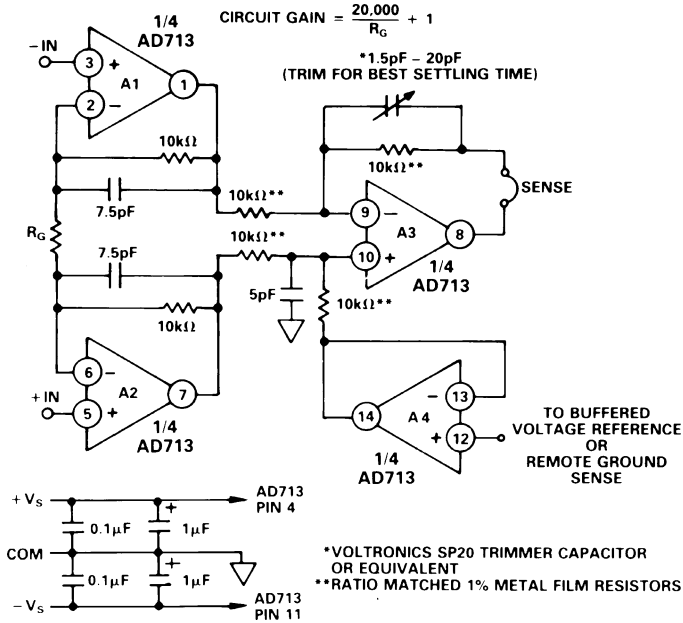 CIRCUIT GAIN = 20,000 / R_G + 1
1/4
AD713
−IN
3
+
A1
1
2
−
*1.5pF – 20pF
(TRIM FOR BEST SETTLING TIME)
10kΩ
7.5pF
10kΩ**
10kΩ**
SENSE
9
−
A3
8
10
+
1/4
AD713
R_G
7.5pF
10kΩ
10kΩ**
5pF
10kΩ**
6
−
A2
7
+IN
5
+
1/4
AD713
−
13
14
A4
+
12
1/4
AD713
TO BUFFERED
VOLTAGE REFERENCE
OR
REMOTE GROUND
SENSE
+V_S
+
AD713
PIN 4
0.1μF
1μF
COM
+
0.1μF
1μF
−V_S
AD713
PIN 11
*VOLTRONICS SP20 TRIMMER CAPACITOR
OR EQUIVALENT
**RATIO MATCHED 1% METAL FILM RESISTORS